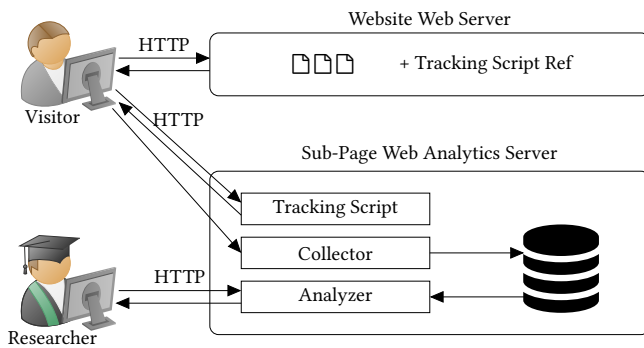 Website Web Server
HTTP
+ Tracking Script Ref
Visitor
HTTP
Sub-Page Web Analytics Server
Tracking Script
Collector
HTTP
Analyzer
Researcher